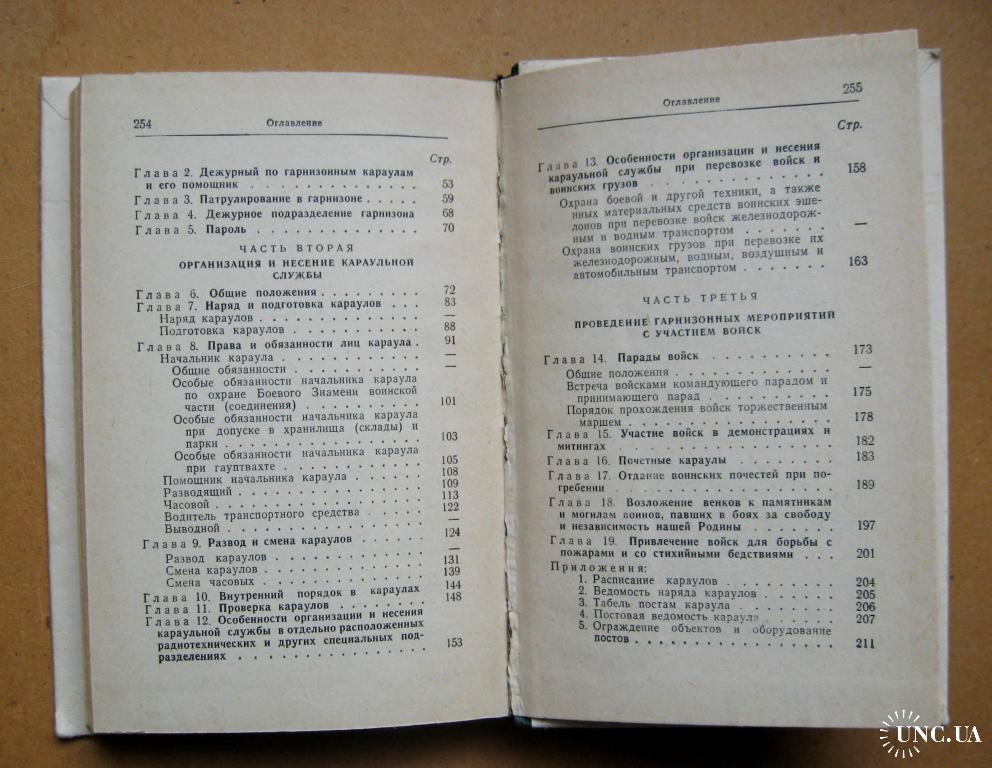 254
Оглавление
Стр.
Глава 2. Дежурный по гарнизонным караулам
и его помощник . . . . . . . . . . . . . . 53
Глава 3. Патрулирование в гарнизоне . . . . . 59
Глава 4. Дежурное подразделение гарнизона 68
Глава 5. Пароль . . . . . . . . . . . . . . 70
ЧАСТЬ ВТОРАЯ
ОРГАНИЗАЦИЯ И НЕСЕНИЕ КАРАУЛЬНОЙ
СЛУЖБЫ
Глава 6. Общие положения . . . . . . . . . 72
Глава 7. Наряд и подготовка караулов . . . 83
Наряд караулов . . . . . . . . . . . . . —
Подготовка караулов . . . . . . . . . . . 88
Глава 8. Права и обязанности лиц караула . 91
Начальник караула . . . . . . . . . . . . —
Общие обязанности . . . . . . . . . . . —
Особые обязанности начальника караула
по охране Боевого Знамени воинской
части (соединения) . . . . . . . . . . 101
Особые обязанности начальника караула
при допуске в хранилища (склады) и
парки . . . . . . . . . . . . . . . . 103
Особые обязанности начальника караула
при гауптвахте . . . . . . . . . . . . 105
Помощник начальника караула . . . . . . . 108
Разводящий . . . . . . . . . . . . . . . 109
Часовой . . . . . . . . . . . . . . . . 113
Водитель транспортного средства . . . . . 122
Выводной . . . . . . . . . . . . . . . . —
Глава 9. Развод и смена караулов . . . . . 124
Развод караулов . . . . . . . . . . . . . —
Смена караулов . . . . . . . . . . . . . 131
Смена часовых . . . . . . . . . . . . . . 139
Глава 10. Внутренний порядок в караулах 144
Глава 11. Проверка караулов . . . . . . . . 148
Глава 12. Особенности организации и несения
караульной службы в отдельно расположенных
радиотехнических и других специальных под-
разделениях . . . . . . . . . . . . . . . 153
255
Оглавление
Стр.
Глава 13. Особенности организации и несения
караульной службы при перевозке войск и
воинских грузов . . . . . . . . . . . . . 158
Охрана боевой и другой техники, а также
иных материальных средств воинских эше-
лонов при перевозке войск железнодорож-
ным и водным транспортом . . . . . . . —
Охрана воинских грузов при перевозке их
железнодорожным, водным, воздушным и
автомобильным транспортом . . . . . . . 163
ЧАСТЬ ТРЕТЬЯ
ПРОВЕДЕНИЕ ГАРНИЗОННЫХ МЕРОПРИЯТИЙ
С УЧАСТИЕМ ВОЙСК
Глава 14. Парады войск . . . . . . . . . . 173
Общие положения . . . . . . . . . . . . —
Встреча войсками командующего парадом и
принимающего парад . . . . . . . . . . 175
Порядок прохождения войск торжественным
маршем . . . . . . . . . . . . . . . . 178
Глава 15. Участие войск в демонстрациях и
митингах . . . . . . . . . . . . . . . . 182
Глава 16. Почетные караулы . . . . . . . . 183
Глава 17. Отдание воинских почестей при по-
гребении . . . . . . . . . . . . . . . . 189
Глава 18. Возложение венков к памятникам
и могилам воинов, павших в боях за свободу
и независимость нашей Родины . . . . . . . 197
Глава 19. Привлечение войск для борьбы с
пожарами и со стихийными бедствиями . . . 201
Приложения:
1. Расписание караулов . . . . . . . . . 204
2. Ведомость наряда караулов . . . . . . 205
3. Табель постам караула . . . . . . . . 206
4. Постовая ведомость караула . . . . . . 207
5. Ограждение объектов и оборудование
постов . . . . . . . . . . . . . . . . 211
UNC.UA